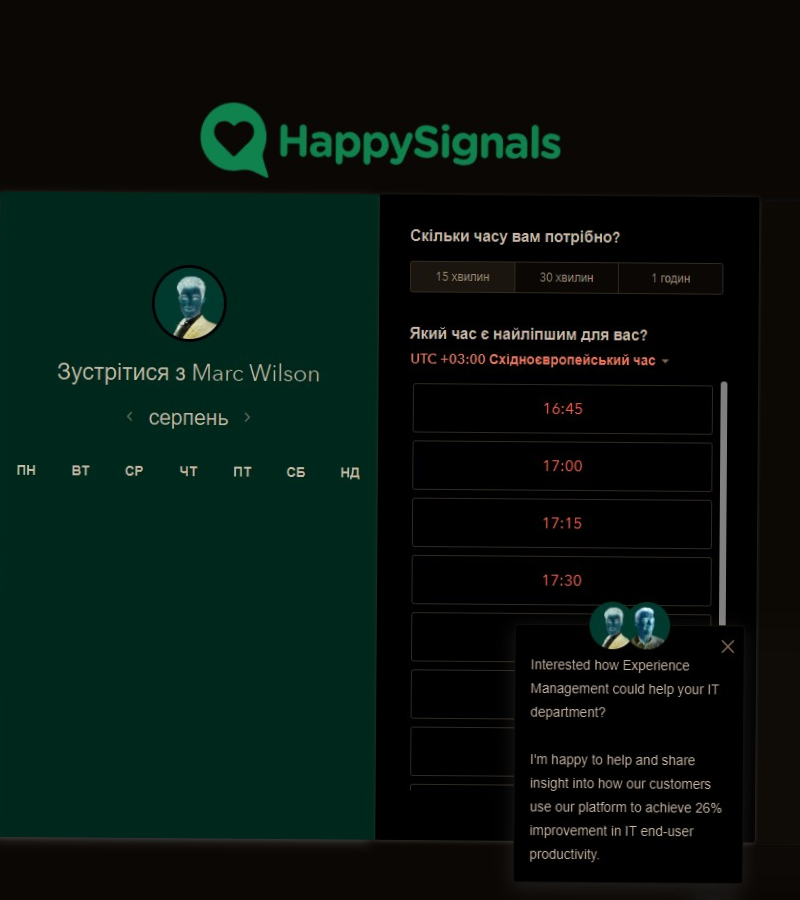 HappySignals
Зустрітися з Marc Wilson
серпень
ПН ВТ СР ЧТ ПТ СБ НД
Скільки часу вам потрібно?
15 хвилин 30 хвилин 1 годин
Який час є найліпшим для вас?
UTC +03:00 Східноєвропейський час
16:45
17:00
17:15
17:30
Interested how Experience
Management could help your IT
department?
I'm happy to help and share
insight into how our customers
use our platform to achieve 26%
improvement in IT end-user
productivity.